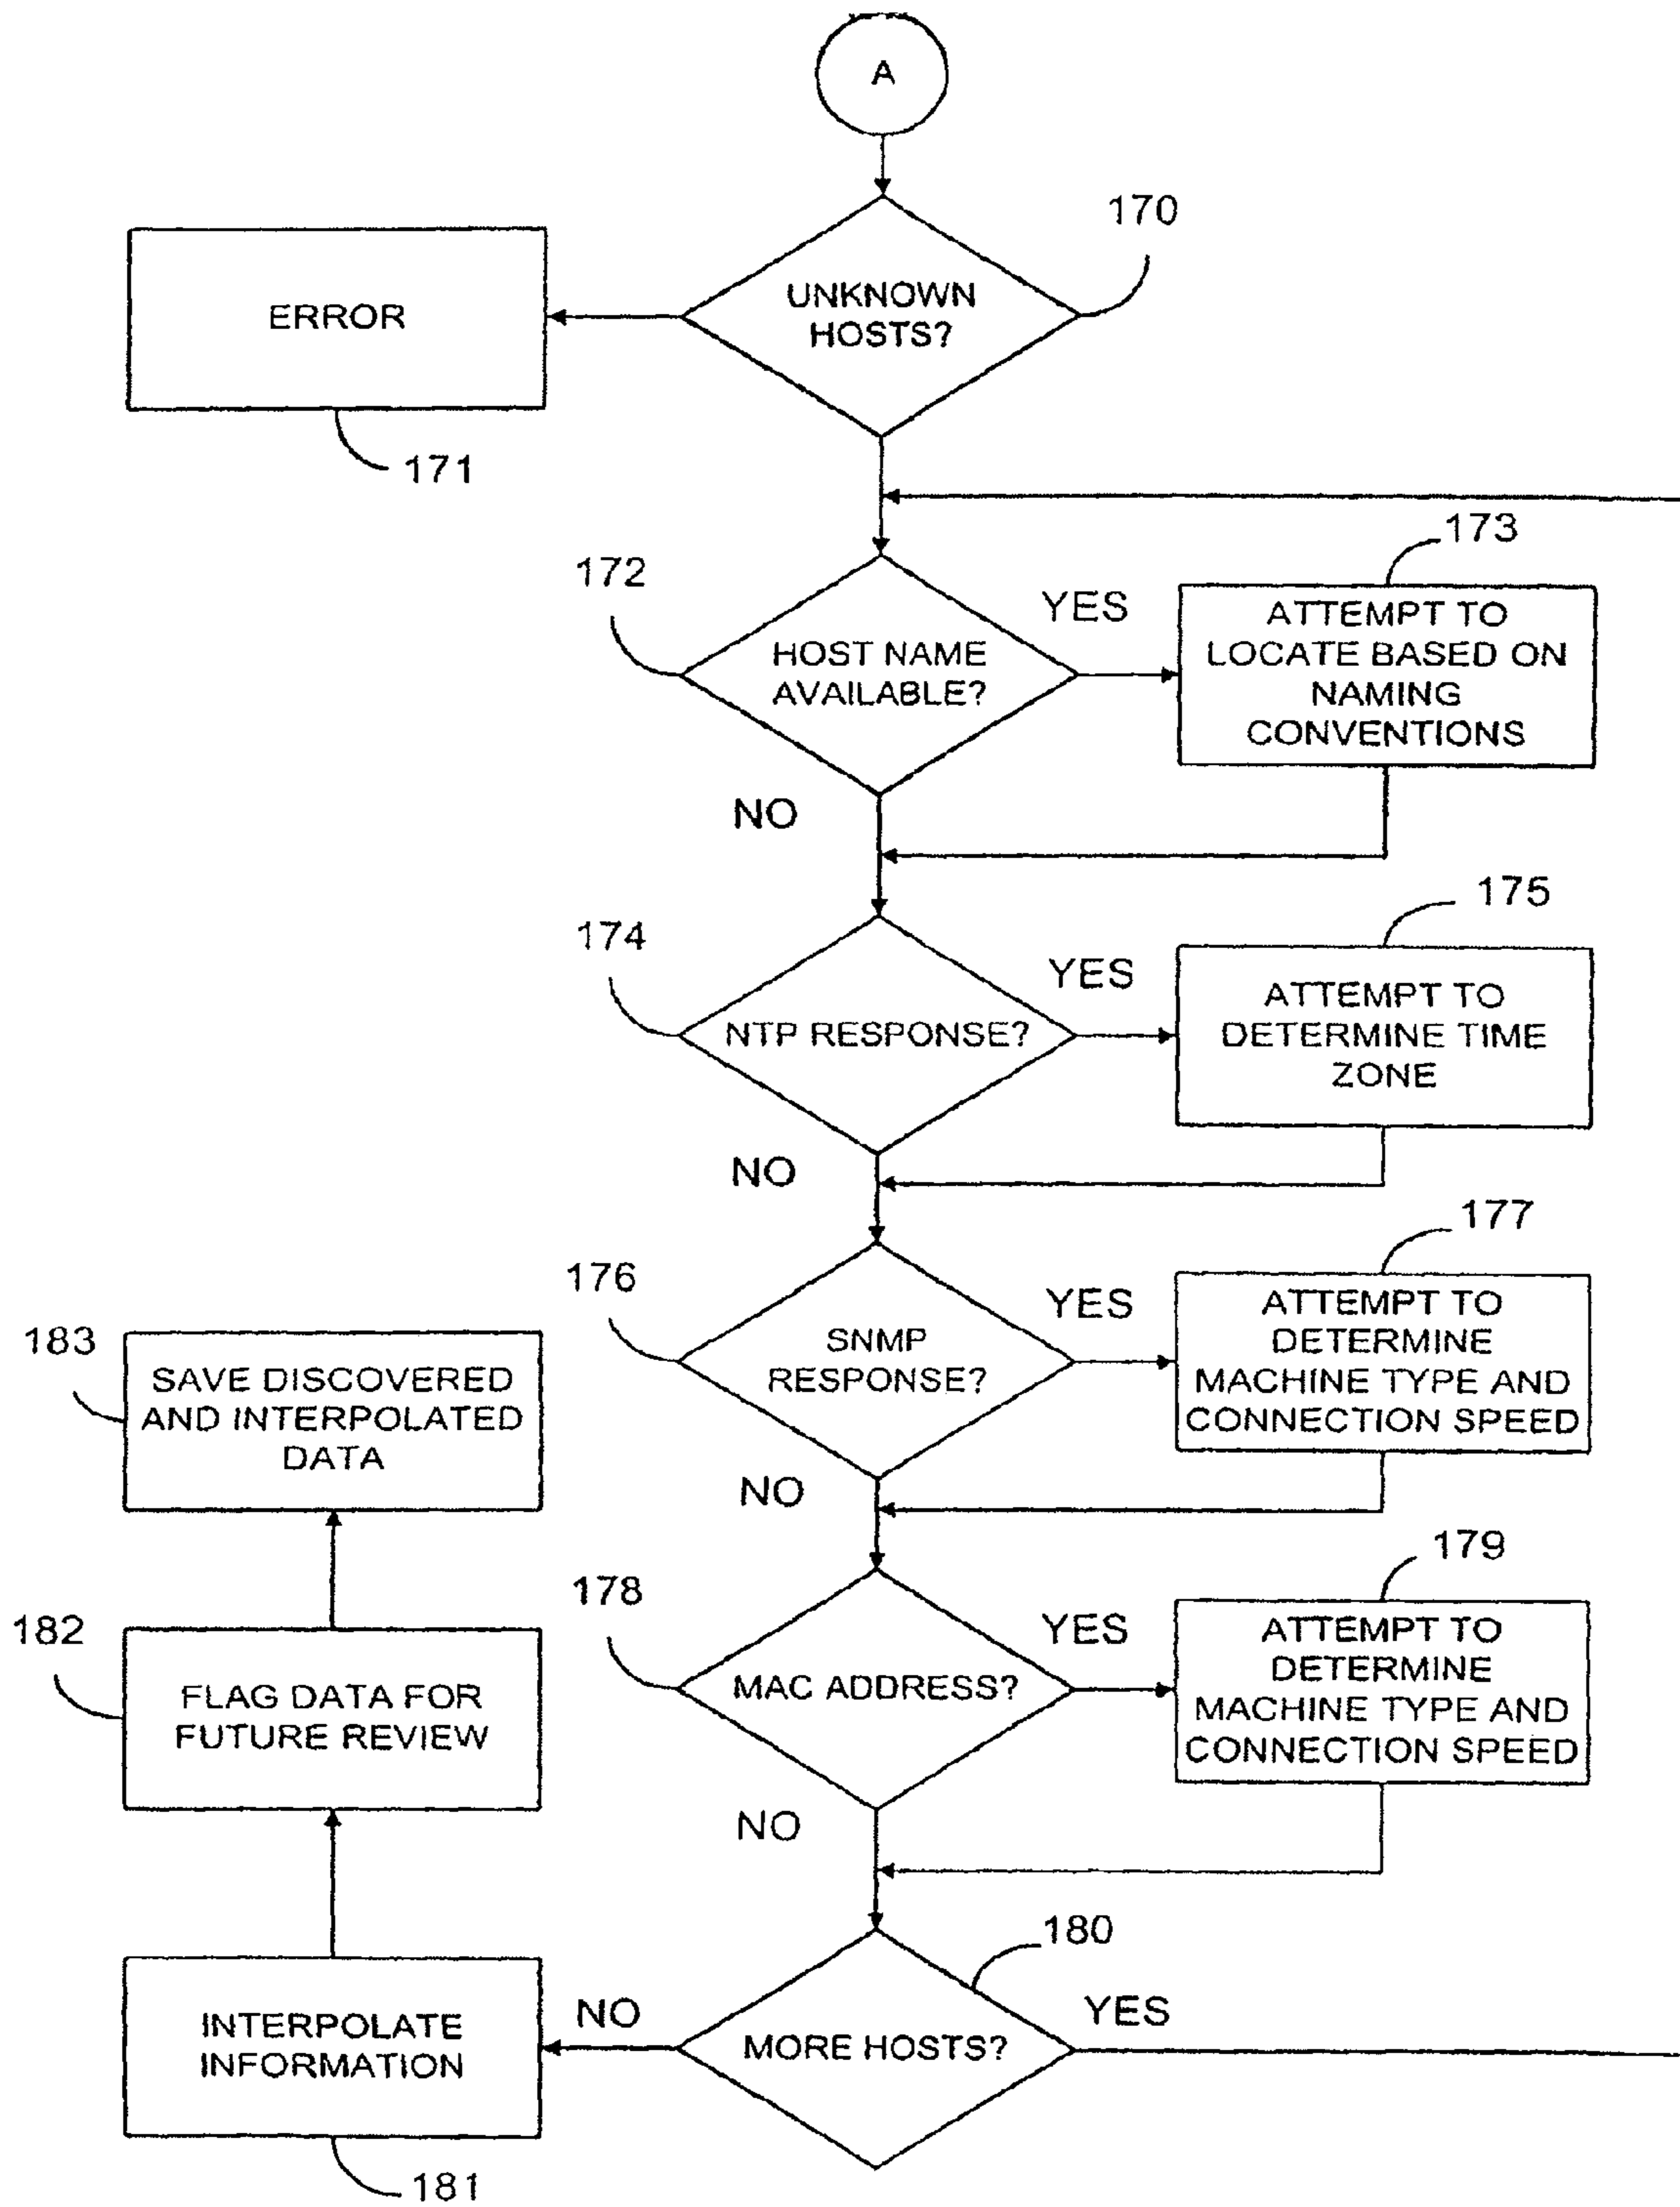 A
170
UNKNOWN
HOSTS?
ERROR
171
172
HOST NAME
AVAILABLE?
YES
173
ATTEMPT TO
LOCATE BASED ON
NAMING
CONVENTIONS
NO
174
NTP RESPONSE?
YES
175
ATTEMPT TO
DETERMINE TIME
ZONE
NO
176
SNMP
RESPONSE?
YES
177
ATTEMPT TO
DETERMINE
MACHINE TYPE AND
CONNECTION SPEED
NO
178
MAC ADDRESS?
YES
179
ATTEMPT TO
DETERMINE
MACHINE TYPE AND
CONNECTION SPEED
NO
180
MORE HOSTS?
YES
NO
INTERPOLATE
INFORMATION
181
182
FLAG DATA FOR
FUTURE REVIEW
183
SAVE DISCOVERED
AND INTERPOLATED
DATA